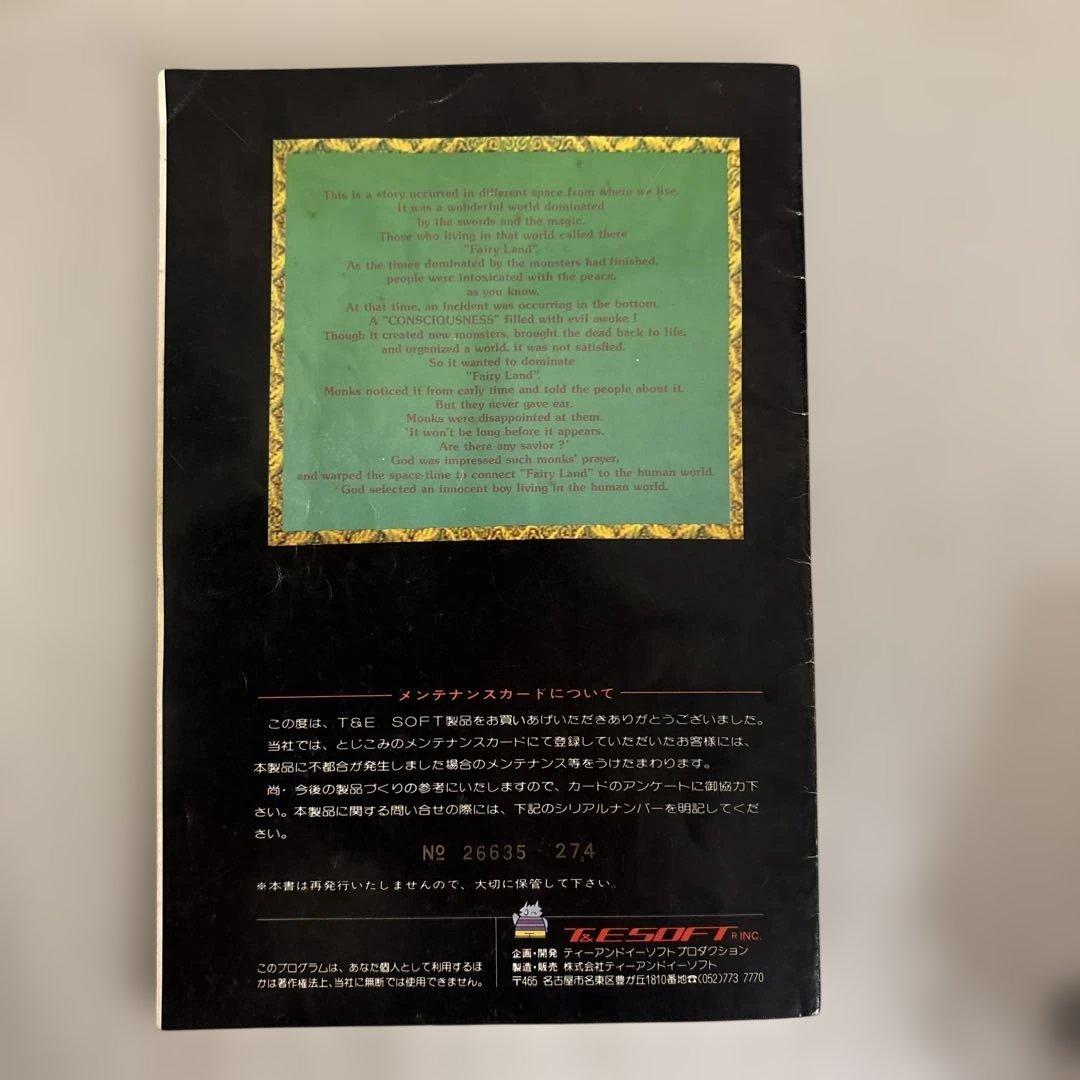 This is a story occurred in different space from where we live.
It was a wonderful world dominated
by the swords and the magic.
Those who living in that world called there
"Fairy Land".
As the times dominated by the monsters had finished,
people were intoxicated with the peace,
as you know.
At that time, an incident was occurring in the bottom.
A "CONSCIOUSNESS" filled with evil awoke !
Though it created new monsters, brought the dead back to life,
and organized a world, it was not satisfied.
So it wanted to dominate
"Fairy Land".
Monks noticed it from early time and told the people about it.
But they never gave ear.
Monks were disappointed at them.
'It won't be long before it appears.
Are there any savior ?'
God was impressed such monks' prayer,
and warped the space-time to connect "Fairy Land" to the human world.
God selected an innocent boy living in the human world.
メンテナンスカードについて
この度は、T&E SOFT製品をお買いあげいただきありがとうございました。
当社では、とじこみのメンテナンスカードにて登録していただいたお客様には、
本製品に不都合が発生しました場合のメンテナンス等をうけたまわります。
尚・今後の製品づくりの参考にいたしますので、カードのアンケートに御協力下
さい。本製品に関する問い合せの際には、下記のシリアルナンバーを明記してくだ
さい。
№ 26635 - 274
※本書は再発行いたしませんので、大切に保管して下さい。
このプログラムは、あなた個人として利用するほ
かは著作権法上、当社に無断では使用できません。
T&ESOFT R INC.
企画・開発 ティーアンドイーソフトプロダクション
製造・販売 株式会社ティーアンドイーソフト
〒465 名古屋市名東区豊が丘1810番地☎(052)773 7770